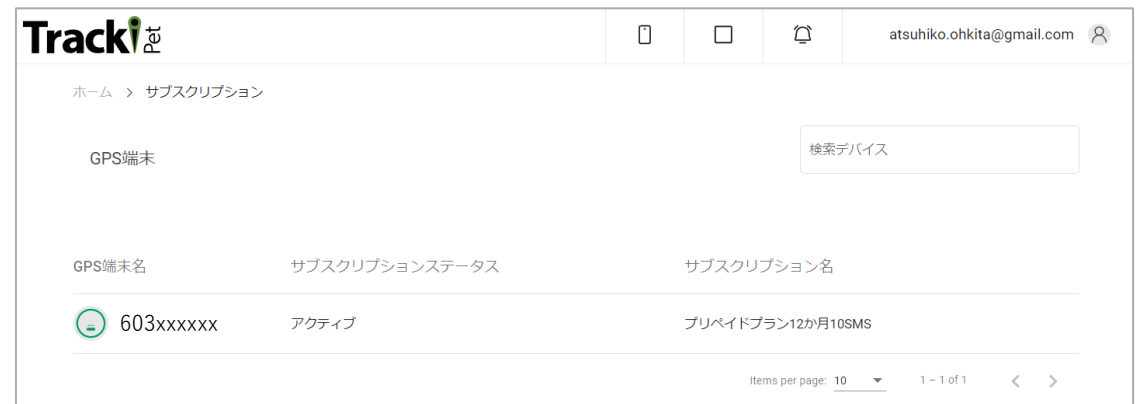 Tracki Pet
atsuhiko.ohkita@gmail.com
ホーム > サブスクリプション
GPS端末
検索デバイス
GPS端末名 サブスクリプションステータス サブスクリプション名
603xxxxxx アクティブ プリペイドプラン12か月10SMS
Items per page: 10 1 – 1 of 1